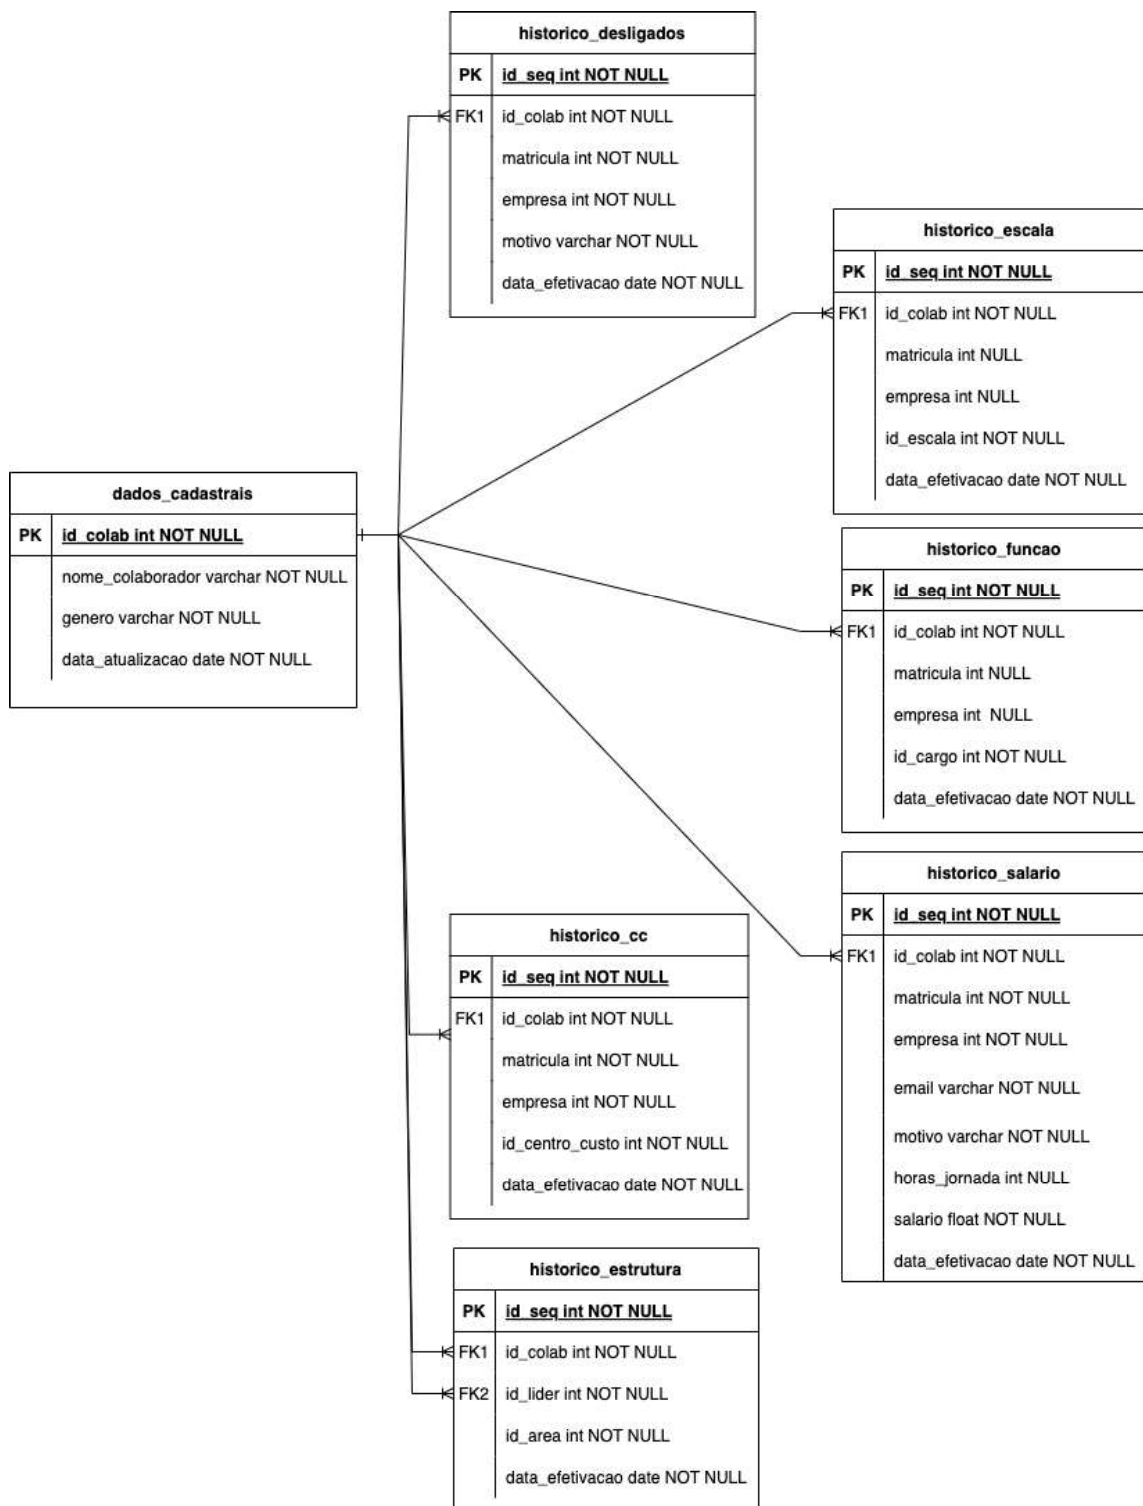 historico_desligados
PK id_seq int NOT NULL
FK1 id_colab int NOT NULL
matricula int NOT NULL
empresa int NOT NULL
motivo varchar NOT NULL
data_efetivacao date NOT NULL
historico_escala
PK id_seq int NOT NULL
FK1 id_colab int NOT NULL
matricula int NULL
empresa int NULL
id_escala int NOT NULL
data_efetivacao date NOT NULL
dados_cadastrais
PK id_colab int NOT NULL
nome_colaborador varchar NOT NULL
genero varchar NOT NULL
data_atualizacao date NOT NULL
historico_funcao
PK id_seq int NOT NULL
FK1 id_colab int NOT NULL
matricula int NULL
empresa int NULL
id_cargo int NOT NULL
data_efetivacao date NOT NULL
historico_salario
PK id_seq int NOT NULL
FK1 id_colab int NOT NULL
matricula int NOT NULL
empresa int NOT NULL
email varchar NOT NULL
motivo varchar NOT NULL
horas_jornada int NULL
salario float NOT NULL
data_efetivacao date NOT NULL
historico_cc
PK id_seq int NOT NULL
FK1 id_colab int NOT NULL
matricula int NOT NULL
empresa int NOT NULL
id_centro_custo int NOT NULL
data_efetivacao date NOT NULL
historico_estrutura
PK id_seq int NOT NULL
FK1 id_colab int NOT NULL
FK2 id_lider int NOT NULL
id_area int NOT NULL
data_efetivacao date NOT NULL